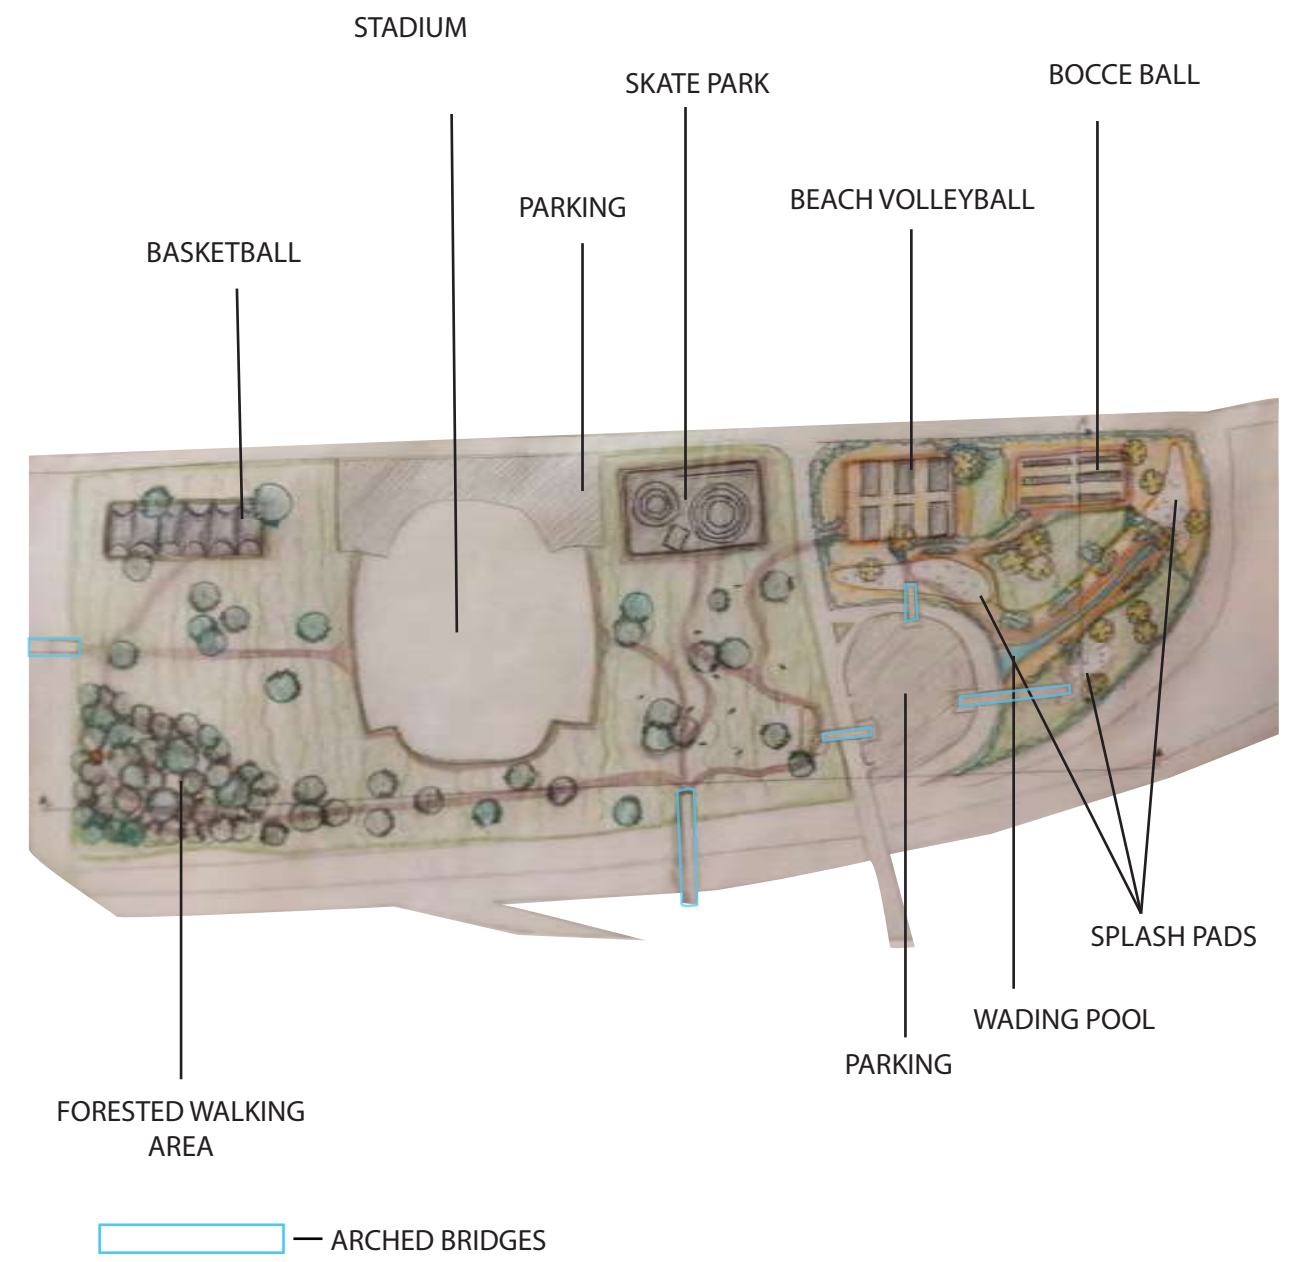 STADIUM
SKATE PARK
BOCCE BALL
PARKING
BEACH VOLLEYBALL
BASKETBALL
SPLASH PADS
WADING POOL
PARKING
FORESTED WALKING
AREA
ARCHED BRIDGES